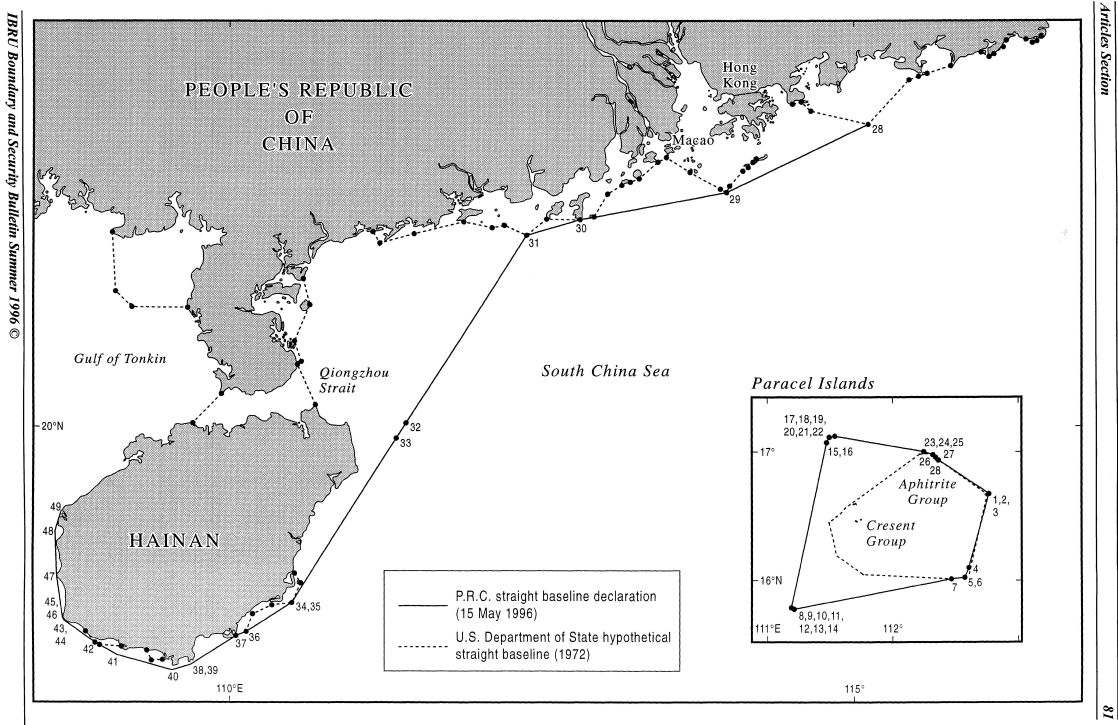 Articles Section
IBRU Boundary and Security Bulletin Summer 1996 ©
81
PEOPLE'S REPUBLIC
OF
CHINA
Hong
Kong
Macao
28
29
30
31
Gulf of Tonkin
Qiongzhou
Strait
South China Sea
20°N
32
33
HAINAN
49
48
47
45,
46
43,
44
42
41
40
38,39
37
36
34,35
110°E
115°
P.R.C. straight baseline declaration
(15 May 1996)
U.S. Department of State hypothetical
straight baseline (1972)
Paracel Islands
17,18,19,
20,21,22
15,16
23,24,25
26
27
28
17°
Aphitrite
Group
1,2,
3
Cresent
Group
4
5,6
7
16°N
8,9,10,11,
12,13,14
111°E
112°